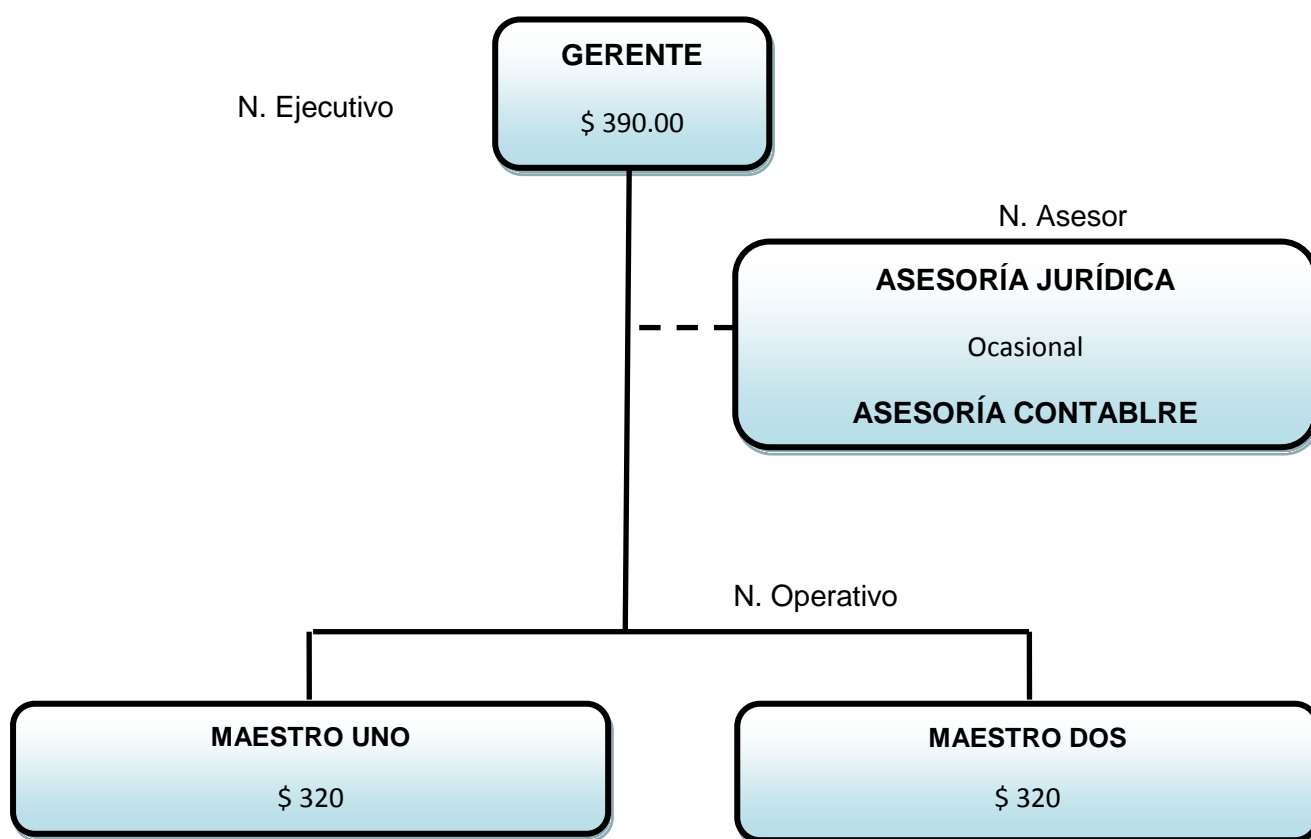 GERENTE
N. Ejecutivo
$ 390.00
N. Asesor
ASESORÍA JURÍDICA
Ocasional
ASESORÍA CONTABLRE
N. Operativo
MAESTRO UNO
$ 320
MAESTRO DOS
$ 320